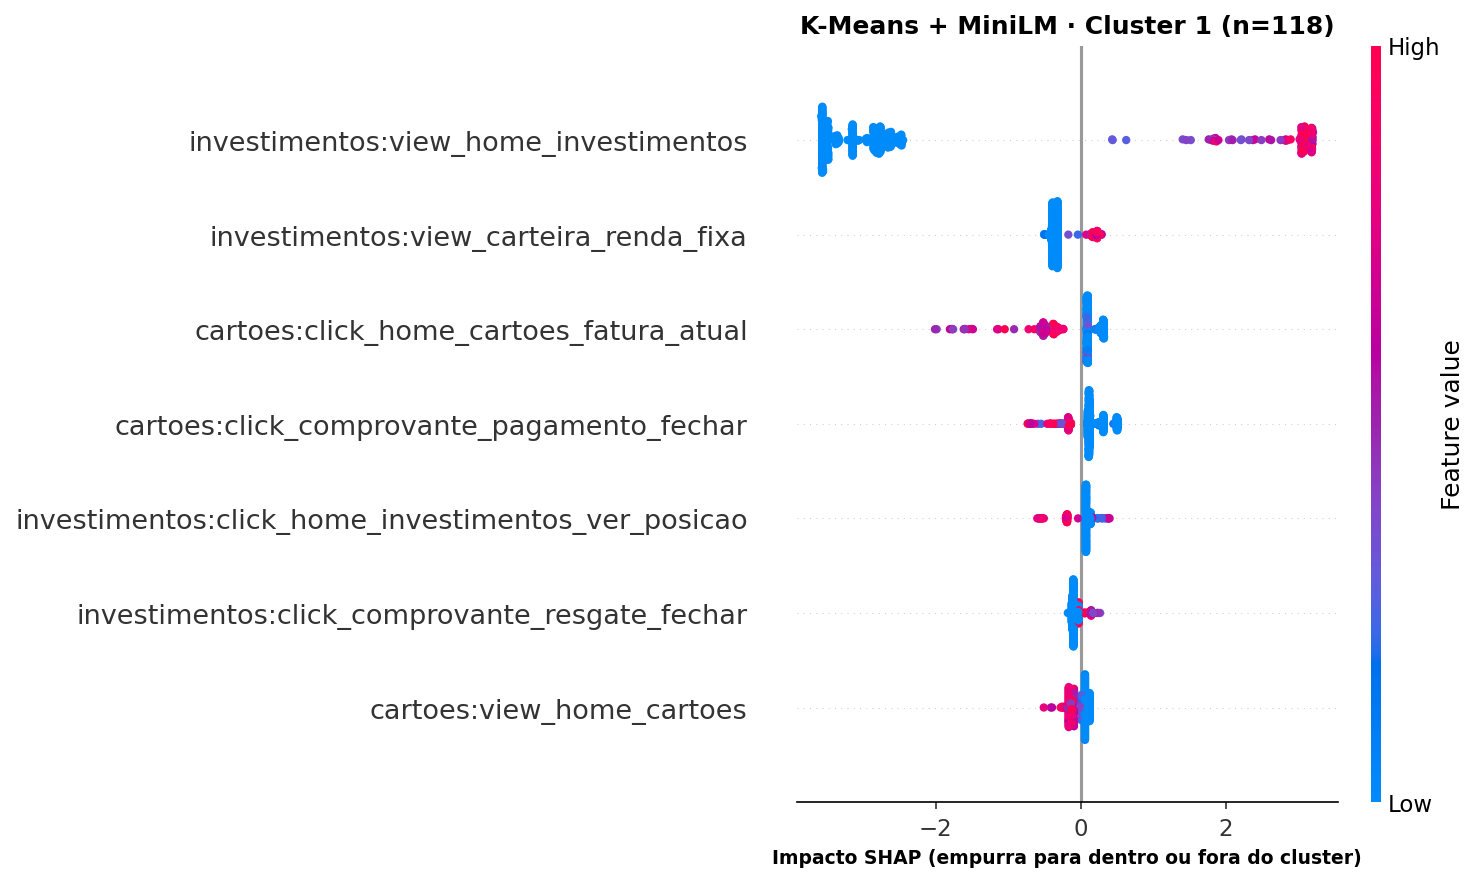 K-Means + MiniLM · Cluster 1 (n=118)
High
investimentos:view_home_investimentos
investimentos:view_carteira_renda_fixa
cartoes:click_home_cartoes_fatura_atual
cartoes:click_comprovante_pagamento_fechar
investimentos:click_home_investimentos_ver_posicao
investimentos:click_comprovante_resgate_fechar
cartoes:view_home_cartoes
Feature value
Low
−2 0 2
Impacto SHAP (empurra para dentro ou fora do cluster)